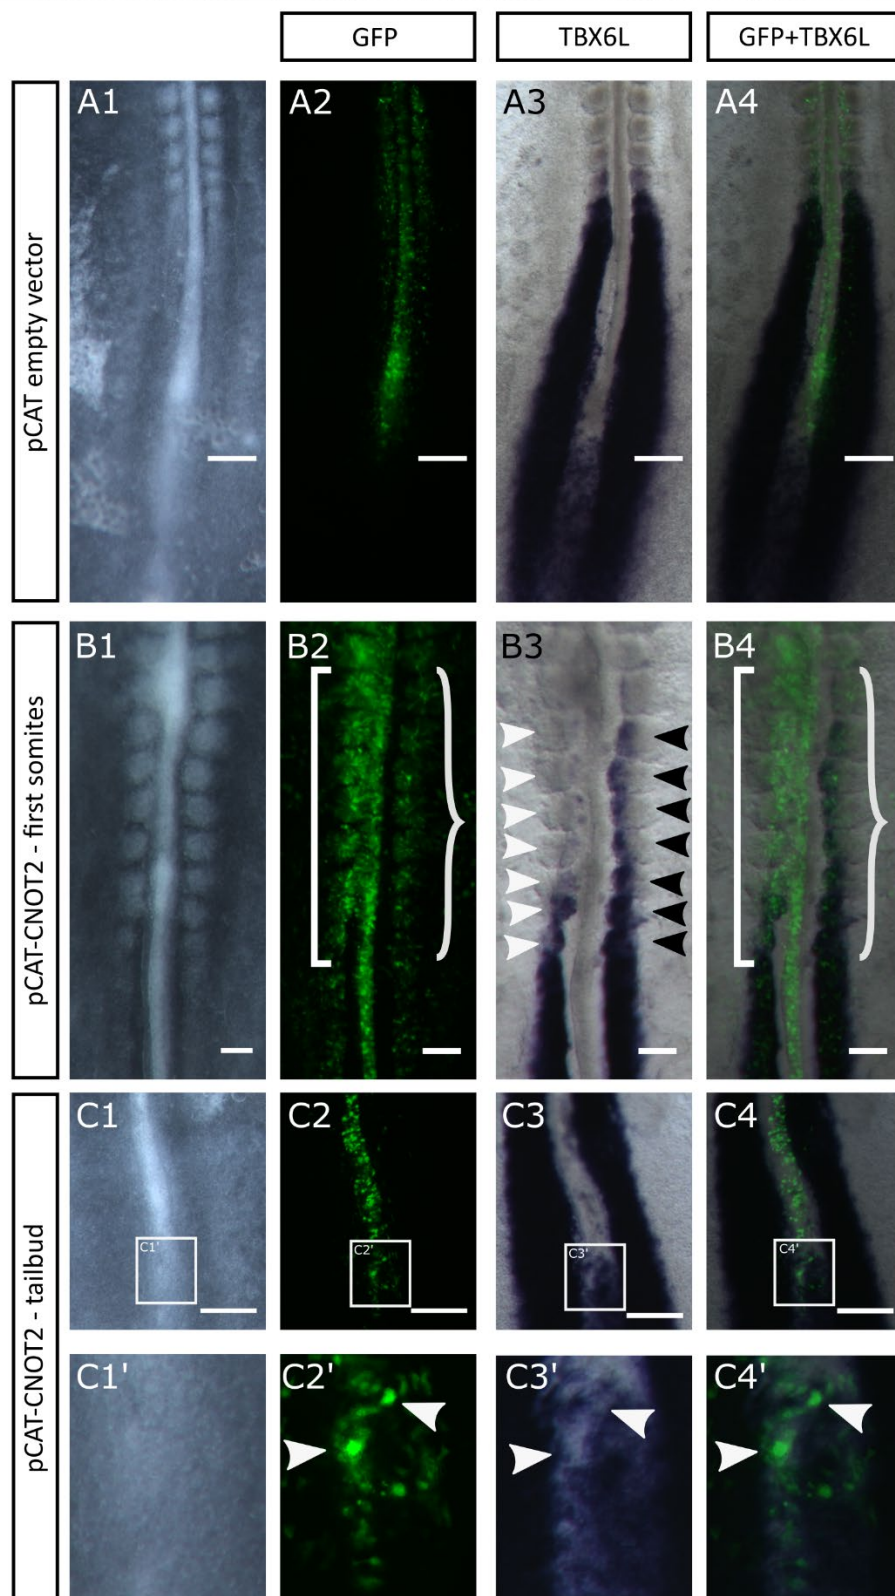 GFP TBX6L GFP+TBX6L
pCAT empty vector
A1 A2 A3 A4
pCAT-CNOT2 - first somites
B1 B2 B3 B4
pCAT-CNOT2 - tailbud
C1 C2 C3 C4
C1' C2' C3' C4'
C1' C2' C3' C4'